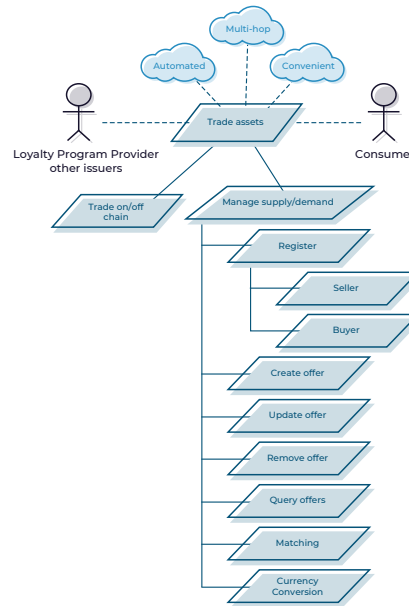 Multi-hop
Automated
Convenient
Trade assets
Loyalty Program Provider
other issuers
Consume
Trade on/off
chain
Manage supply/demand
Register
Seller
Buyer
Create offer
Update offer
Remove offer
Query offers
Matching
Currency
Conversion